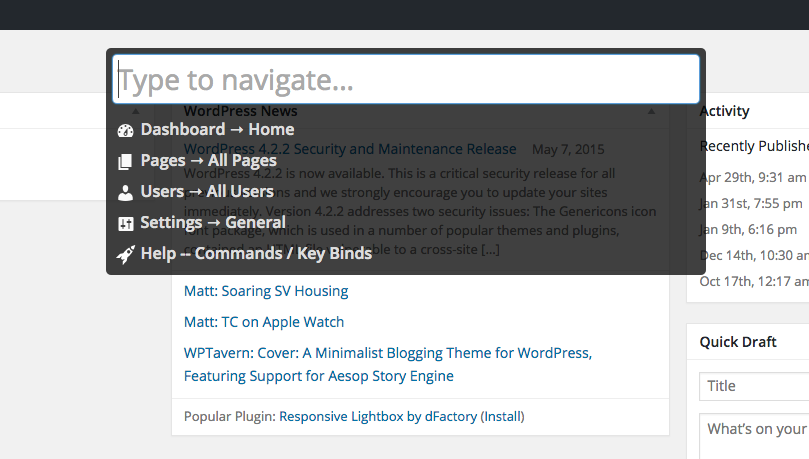 Type to navigate...
Dashboard → Home
Pages → All Pages
Users → All Users
Settings → General
Help -- Commands / Key Binds
WordPress News
WordPress 4.2.2 Security and Maintenance Release May 7, 2015
WordPress 4.2.2 is now available. This is a critical security release for all
and we strongly encourage you to update your sites
immediately. Version 4.2.2 addresses two security issues: The Genericons icon
font package, which is used in a number of popular themes and plugins,
contained an HTML file vulnerable to a cross-site [...]
Matt: Soaring SV Housing
Matt: TC on Apple Watch
WPTavern: Cover: A Minimalist Blogging Theme for WordPress,
Featuring Support for Aesop Story Engine
Popular Plugin: Responsive Lightbox by dFactory (Install)
Activity
Recently Publishe
Apr 29th, 9:31 am
Jan 31st, 7:55 pm
Jan 9th, 6:16 pm
Dec 14th, 10:30 an
Oct 17th, 12:17 am
Quick Draft
Title
What's on your